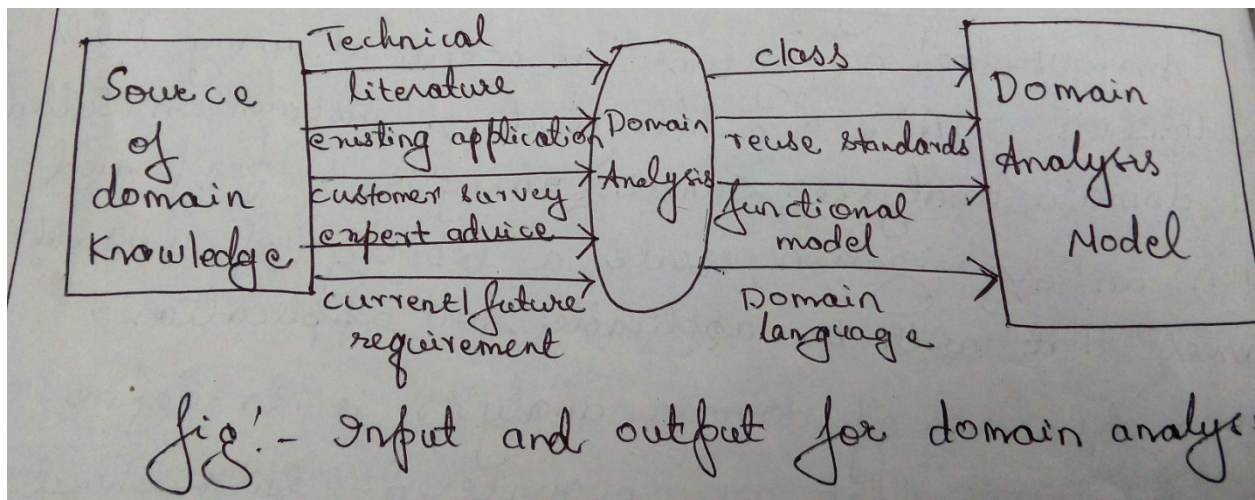 Source
of
domain
Knowledge
Technical
literature
existing application
customer survey
expert advice
current/future
requirement
Domain
Analysis
class
reuse standards
functional
model
Domain
language
Domain
Analysis
Model
fig:- Input and output for domain analys